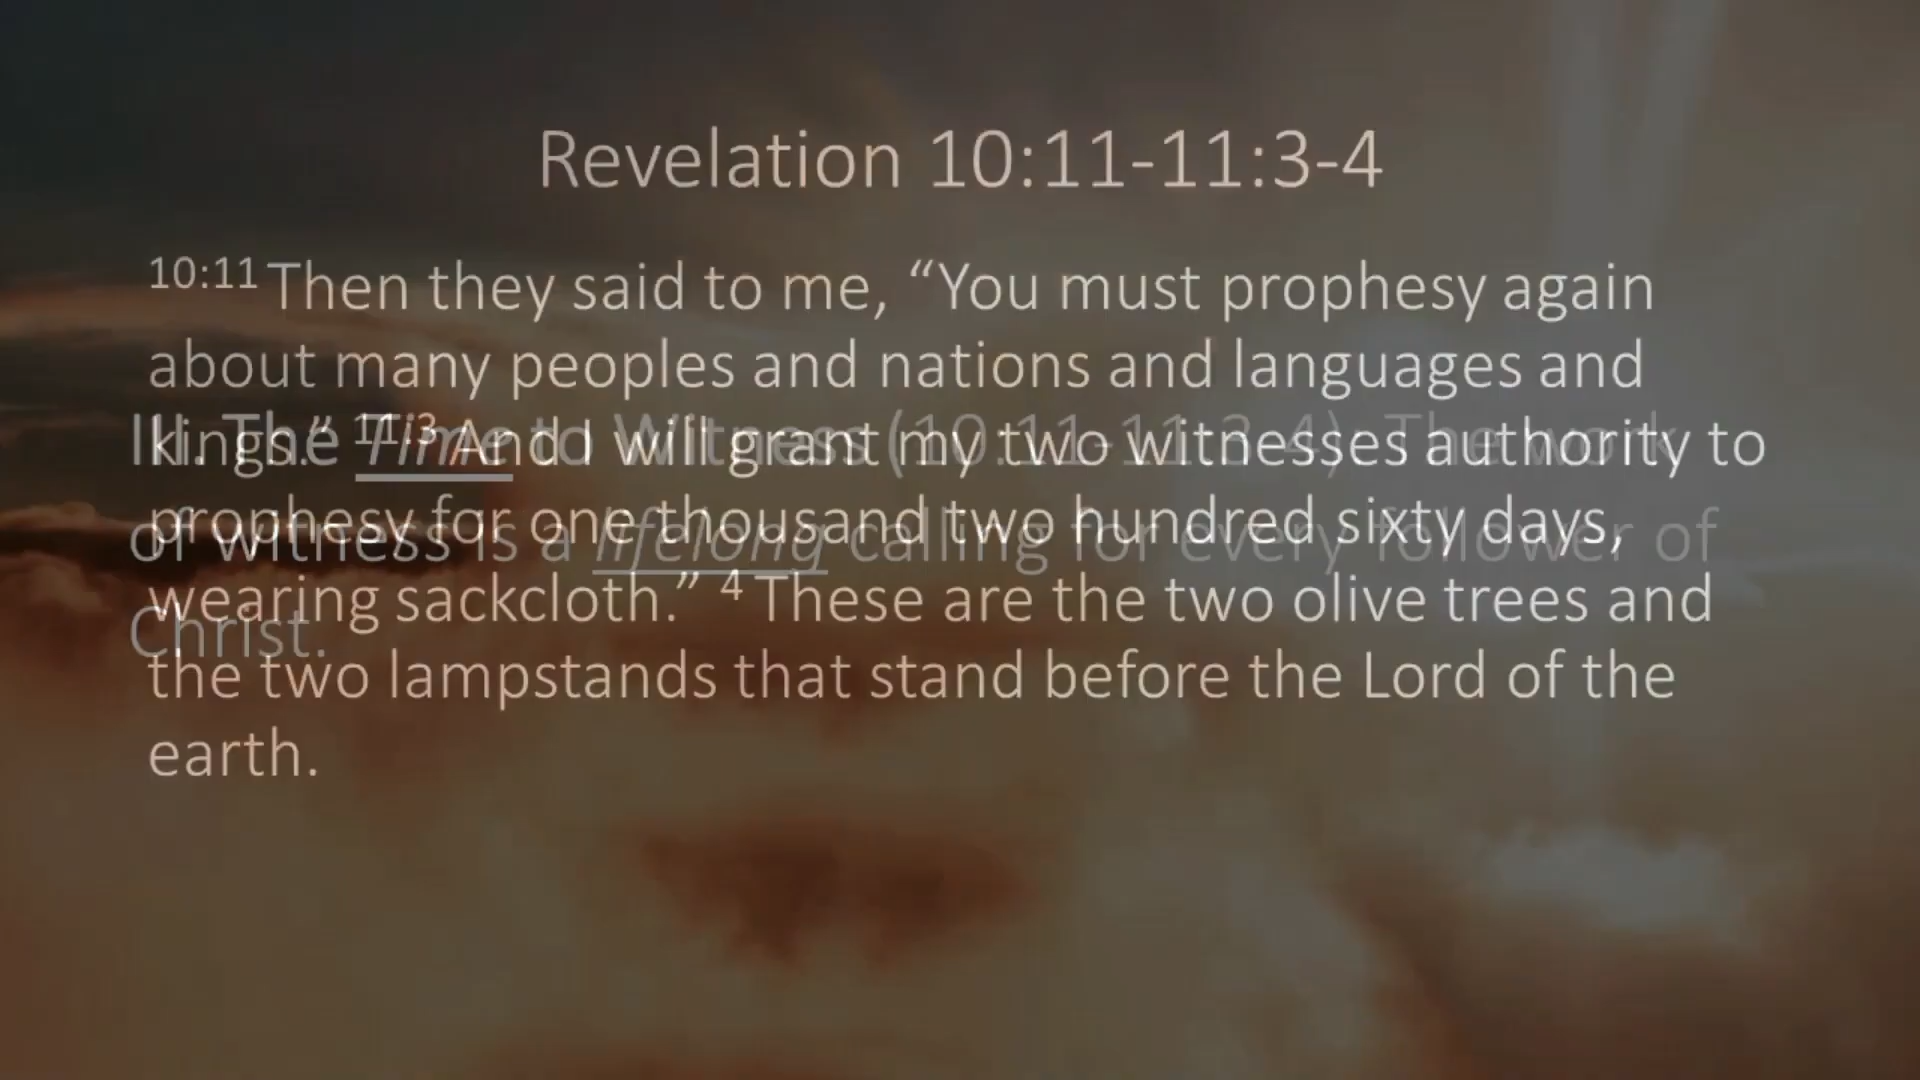 Revelation 10:11-11:3-4
10:11 Then they said to me, “You must prophesy again
about many peoples and nations and languages and
kings.” 11:3 And I will grant my two witnesses authority to
prophesy for one thousand two hundred sixty days,
wearing sackcloth.” 4 These are the two olive trees and
the two lampstands that stand before the Lord of the
earth.
The Time to Witness (10:11-11:3-4): The work
of witness is a lifelong calling for every follower of
Christ.